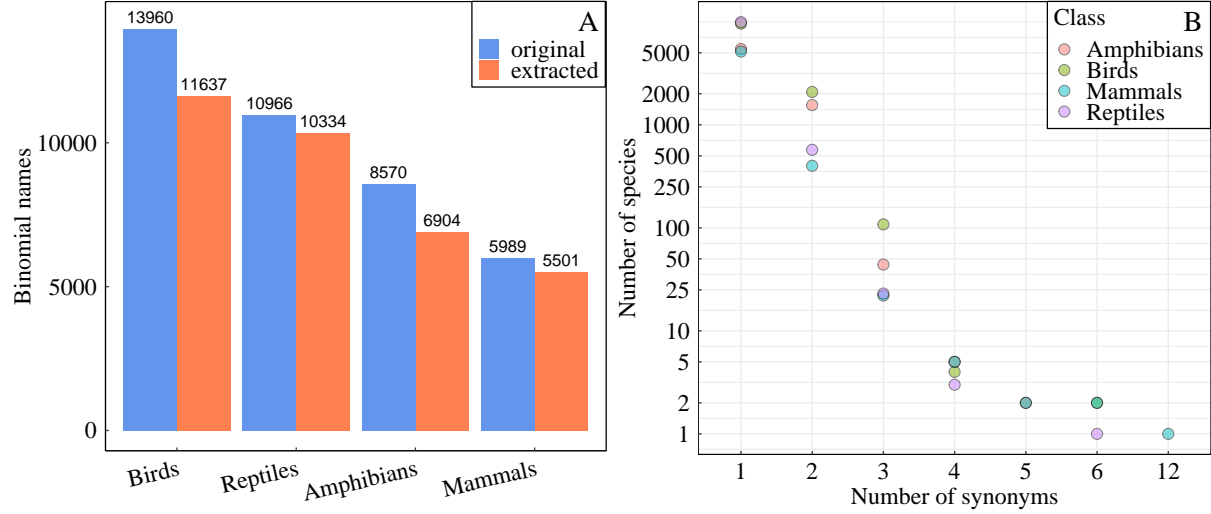 A
original
extracted
13960
11637
10966
10334
8570
6904
5989
5501
Binomial names
10000
5000
0
Birds
Reptiles
Amphibians
Mammals
B
Class
Amphibians
Birds
Mammals
Reptiles
Number of species
5000
2000
1000
500
250
100
50
25
10
5
2
1
1 2 3 4 5 6 12
Number of synonyms